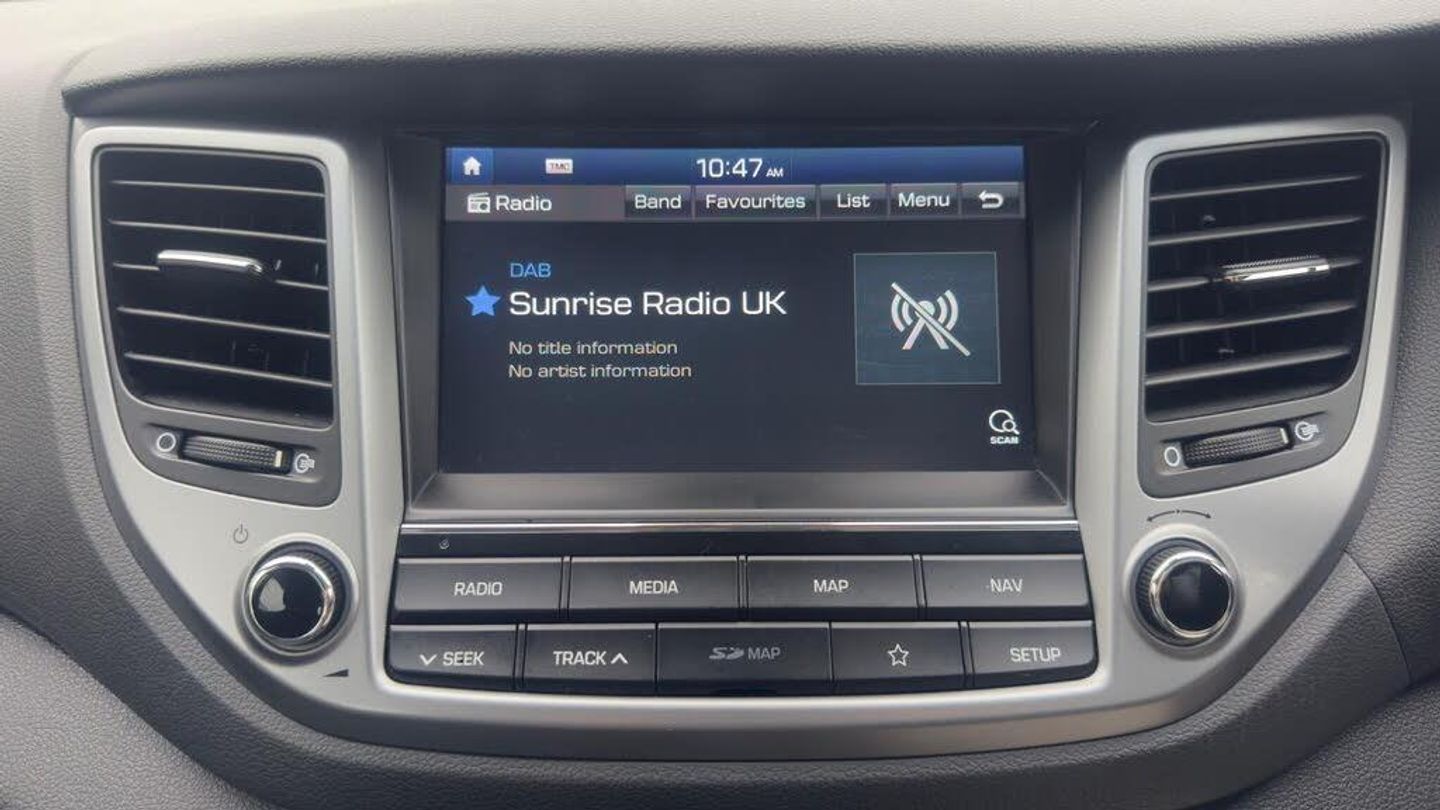 TMC 10:47 AM
Radio Band Favourites List Menu
DAB
Sunrise Radio UK
No title information
No artist information
SCAN
RADIO MEDIA MAP NAV
SEEK TRACK SD MAP SETUP